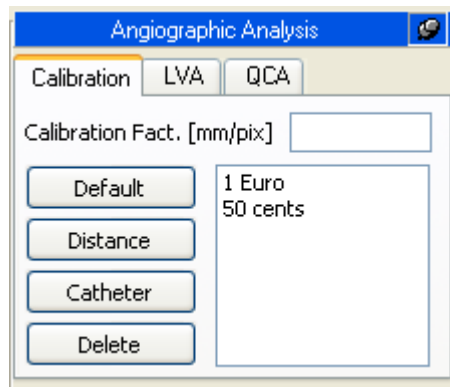 Angiographic Analysis
Calibration LVA QCA
Calibration Fact. [mm/pix]
Default
Distance
Catheter
Delete
1 Euro
50 cents